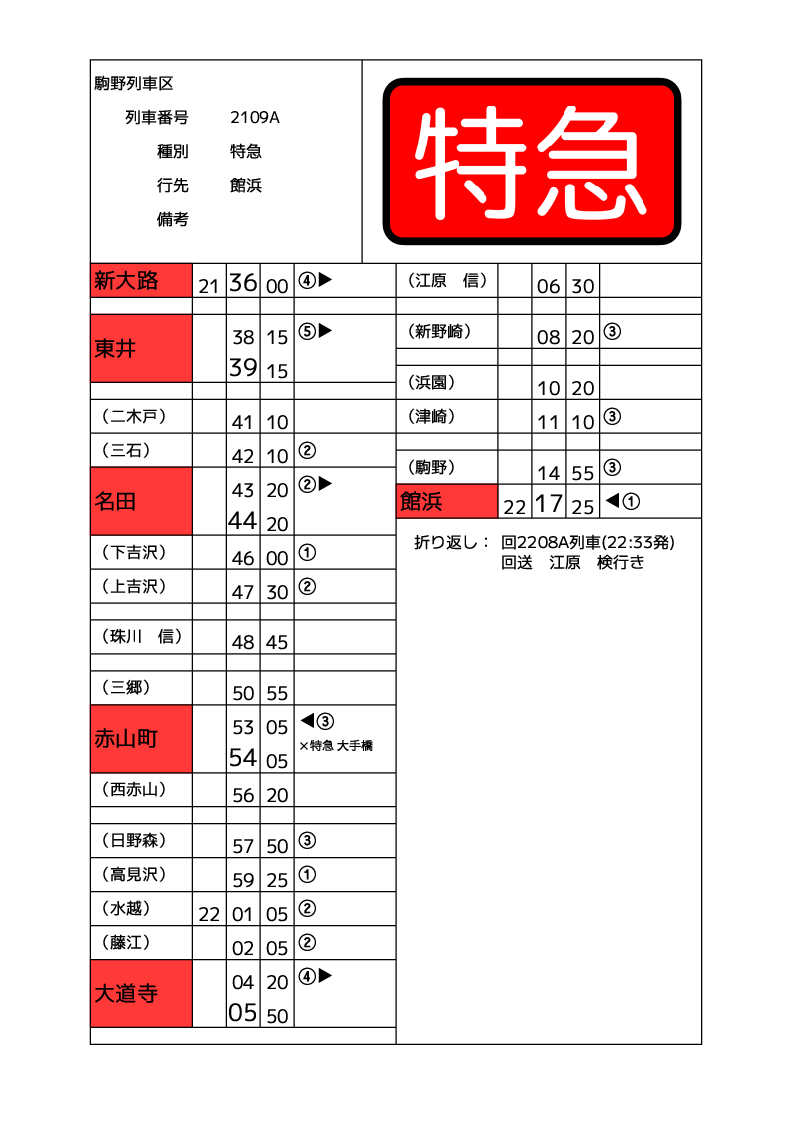 駒野列車区
列車番号 2109A
種別 特急
行先 館浜
備考
特急
新大路 21 36 00 ④▶
東井 38 15 ⑤▶
39 15
（二木戸） 41 10
（三石） 42 10 ②
名田 43 20 ②▶
44 20
（下吉沢） 46 00 ①
（上吉沢） 47 30 ②
（珠川　信） 48 45
（三郷） 50 55
赤山町 53 05 ◀③
54 05 ×特急 大手橋
（西赤山） 56 20
（日野森） 57 50 ③
（高見沢） 59 25 ①
（水越） 22 01 05 ②
（藤江） 02 05 ②
大道寺 04 20 ④▶
05 50
（江原　信） 06 30
（新野崎） 08 20 ③
（浜園） 10 20
（津崎） 11 10 ③
（駒野） 14 55 ③
館浜 22 17 25 ◀①
折り返し： 回2208A列車(22:33発)
回送　江原　検行き